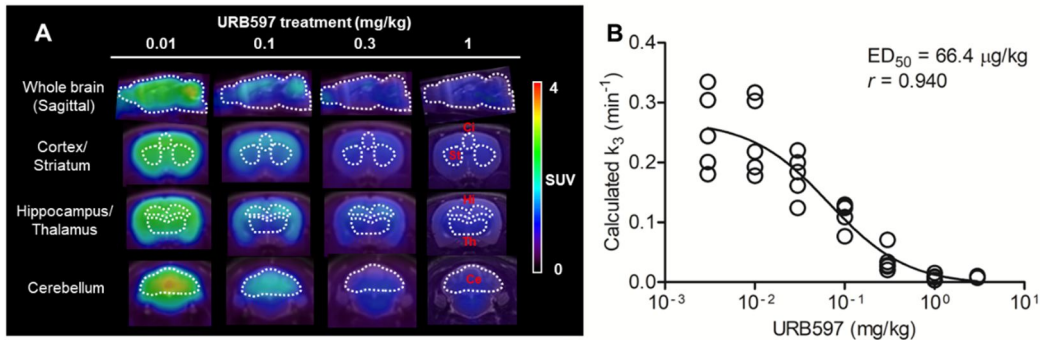 A
URB597 treatment (mg/kg)
0.01 0.1 0.3 1
Whole brain
(Sagittal)
Cortex/
Striatum
Hippocampus/
Thalamus
Cerebellum
Ci
St
Hi
Th
Ce
4
SUV
0
B
ED50 = 66.4 μg/kg
r = 0.940
Calculated k3 (min-1)
0.4
0.3
0.2
0.1
0.0
10-3 10-2 10-1 100 101
URB597 (mg/kg)